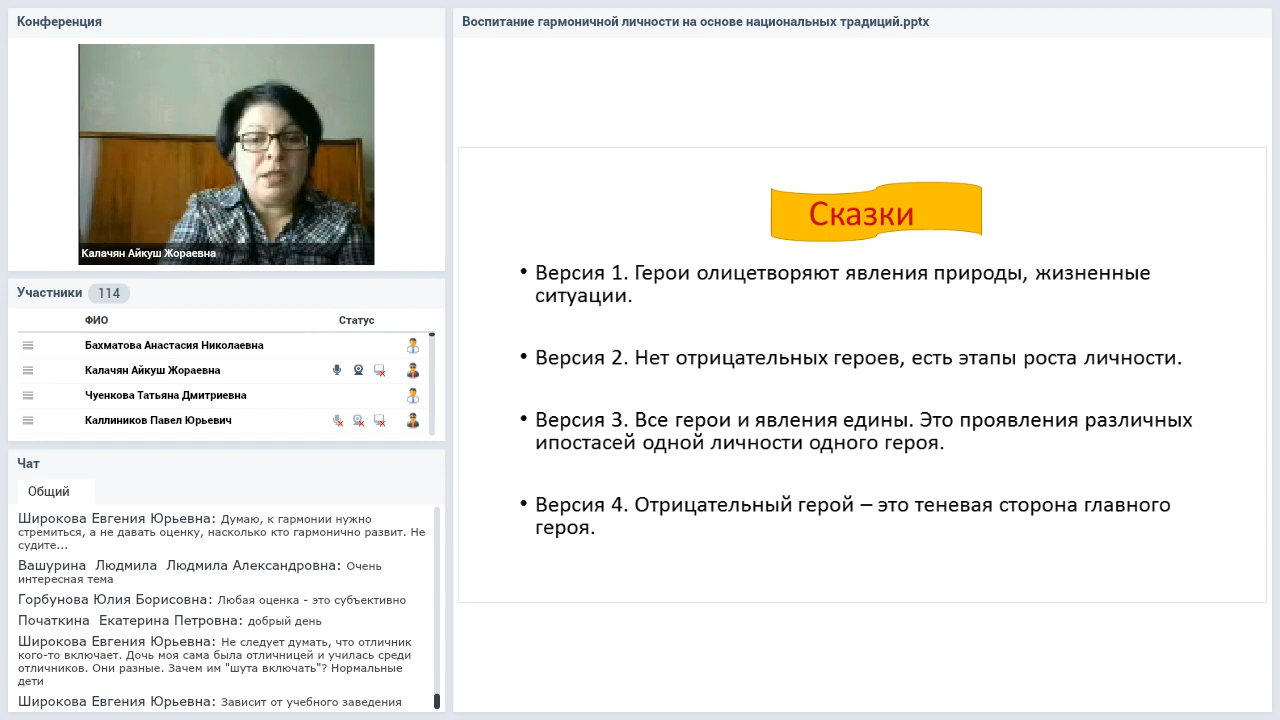 Конференция
Калачян Айкуш Жораевна
Участники 114
ФИО Статус
Бахматова Анастасия Николаевна
Калачян Айкуш Жораевна
Чуенкова Татьяна Дмитриевна
Каллиников Павел Юрьевич
Чат
Общий
Широкова Евгения Юрьевна: Думаю, к гармонии нужно
стремиться, а не давать оценку, насколько кто гармонично развит. Не
судите...
Вашурина Людмила Людмила Александровна: Очень
интересная тема
Горбунова Юлия Борисовна: Любая оценка - это субъективно
Початкина Екатерина Петровна: добрый день
Широкова Евгения Юрьевна: Не следует думать, что отличник
кого-то включает. Дочь моя сама была отличницей и училась среди
отличников. Они разные. Зачем им "шута включать"? Нормальные
дети
Широкова Евгения Юрьевна: Зависит от учебного заведения
Воспитание гармоничной личности на основе национальных традиций.pptx
Сказки
• Версия 1. Герои олицетворяют явления природы, жизненные
ситуации.
• Версия 2. Нет отрицательных героев, есть этапы роста личности.
• Версия 3. Все герои и явления едины. Это проявления различных
ипостасей одной личности одного героя.
• Версия 4. Отрицательный герой – это теневая сторона главного
героя.